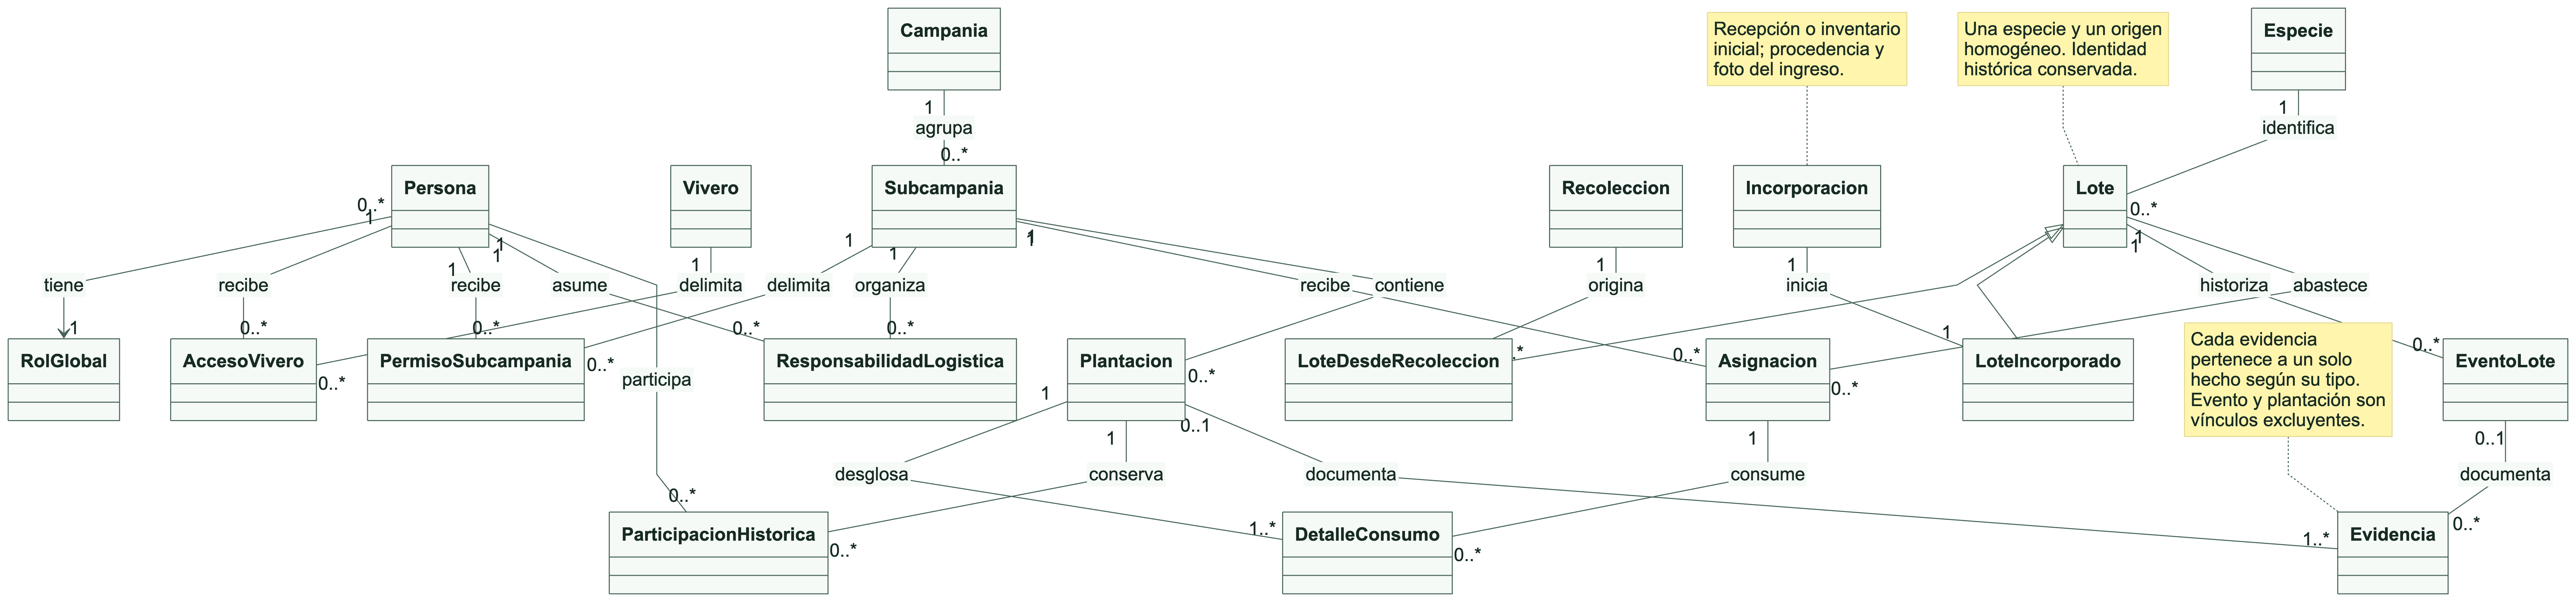 Campania
Recepción o inventario
inicial; procedencia y
foto del ingreso.
Una especie y un origen
homogéneo. Identidad
histórica conservada.
Especie
1
agrupa
0..*
1
identifica
Persona
Vivero
Subcampania
Recoleccion
Incorporacion
Lote
0..*
1
1
1
0..*
1
1
1
1
1
1
1
1
1
1
1
tiene
recibe
recibe
asume
delimita
delimita
organiza
recibe
contiene
origina
inicia
historiza
abastece
1
0..*
0..*
0..*
0..*
1
0..*
0..*
RolGlobal
AccesoVivero
PermisoSubcampania
ResponsabilidadLogistica
Plantacion
LoteDesdeRecoleccion
.*
Asignacion
LoteIncorporado
EventoLote
0..*
0..*
0..*
0..*
Cada evidencia
pertenece a un solo
hecho según su tipo.
Evento y plantación son
vínculos excluyentes.
participa
1
0..1
1
1
0..1
desglosa
conserva
documenta
consume
documenta
0..*
1..*
0..*
1..*
ParticipacionHistorica
0..*
DetalleConsumo
0..*
Evidencia